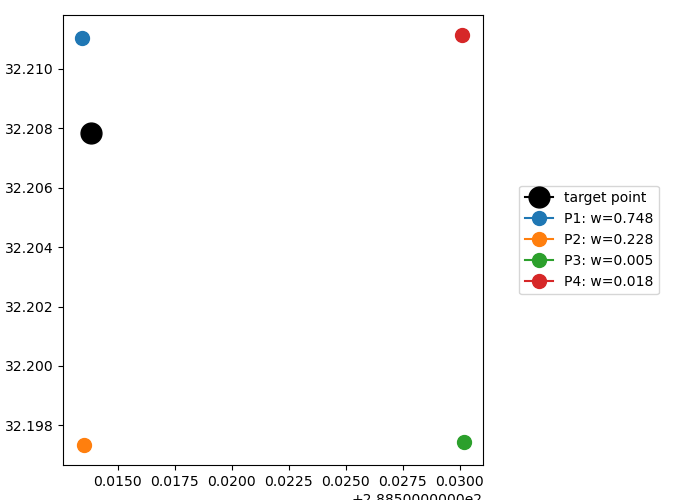 32.210
32.208
32.206
32.204
32.202
32.200
32.198
0.0150 0.0175 0.0200 0.0225 0.0250 0.0275 0.0300
+2.8850000000e2
target point
P1: w=0.748
P2: w=0.228
P3: w=0.005
P4: w=0.018